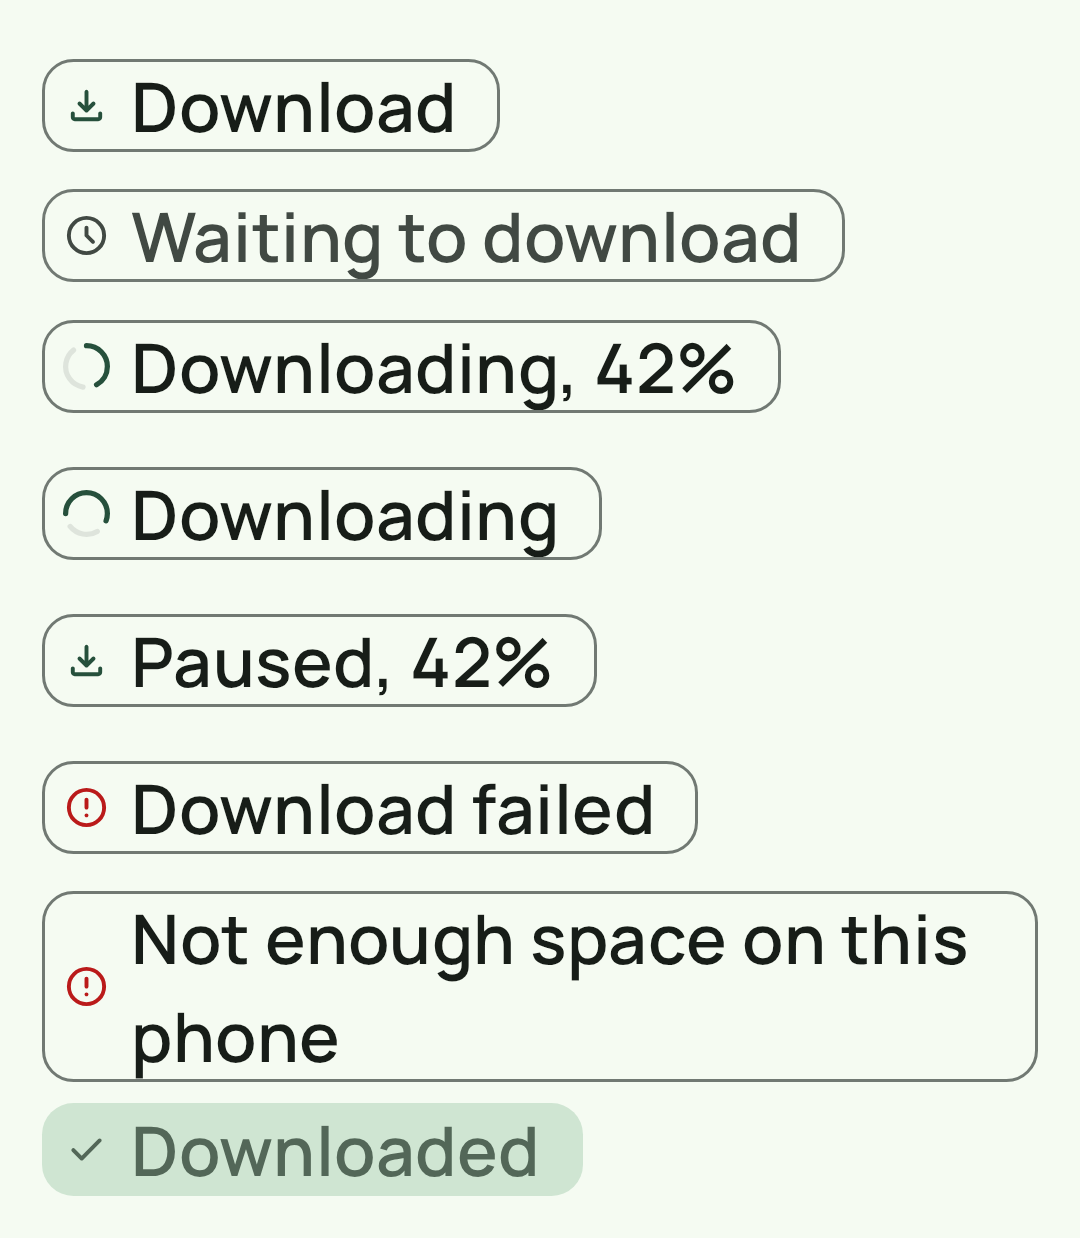 Download
Waiting to download
Downloading, 42%
Downloading
Paused, 42%
Download failed
Not enough space on this
phone
Downloaded